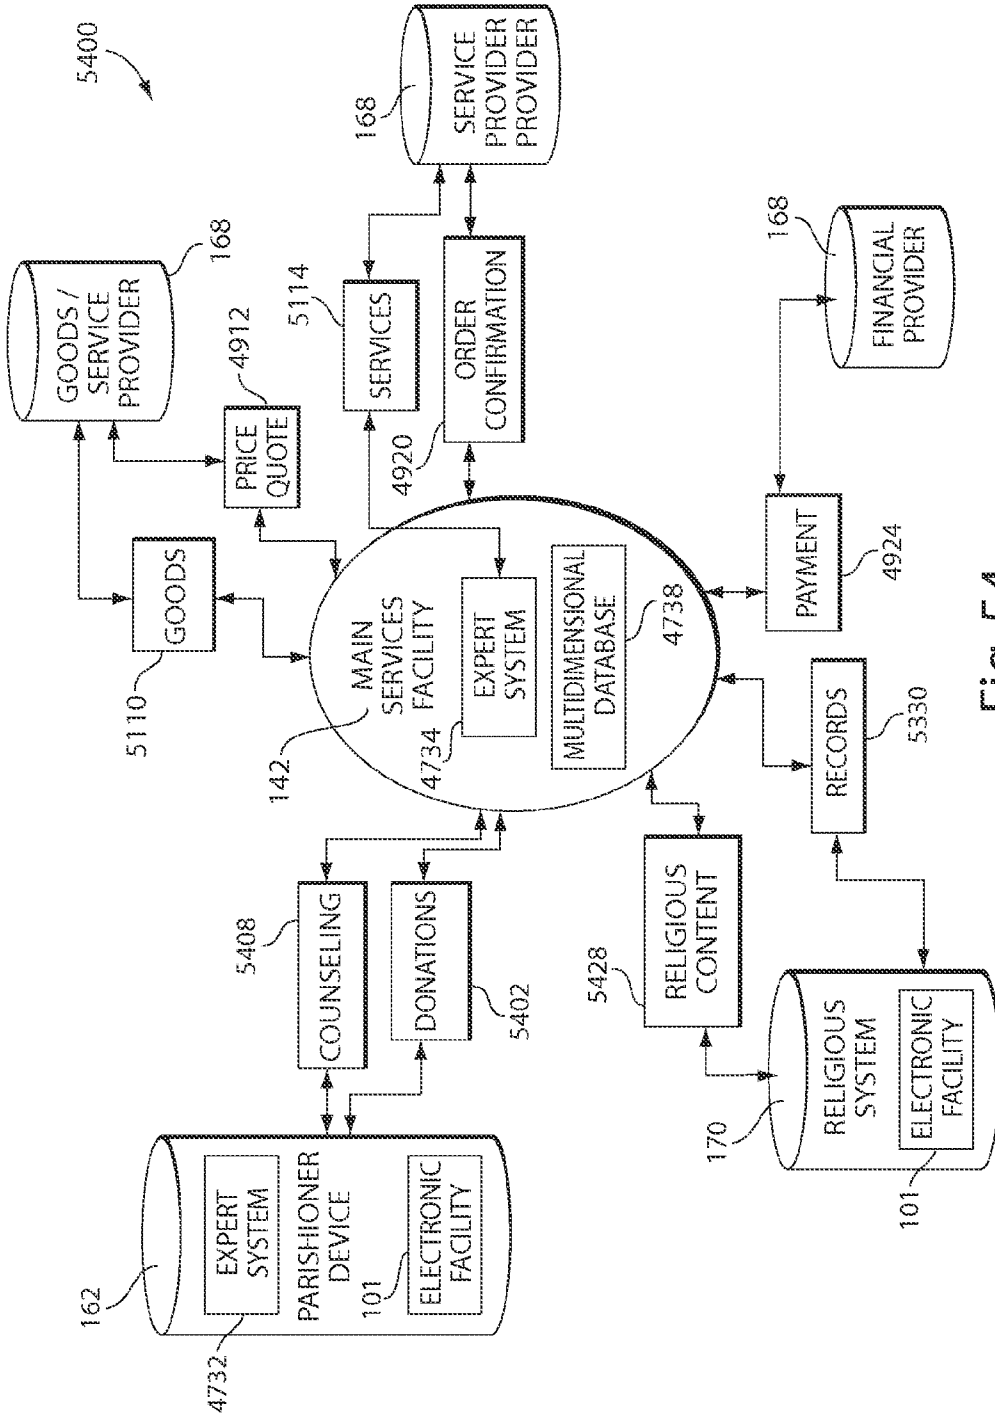 5400
162
EXPERT
SYSTEM
4732
PARISHIONER
DEVICE
101
ELECTRONIC
FACILITY
5408
COUNSELING
DONATIONS
5402
5110
GOODS
GOODS /
SERVICE
PROVIDER
168
4912
PRICE
QUOTE
142
MAIN
SERVICES
FACILITY
4734
EXPERT
SYSTEM
MULTIDIMENSIONAL
DATABASE
4738
5114
SERVICES
4920
ORDER
CONFIRMATION
168
SERVICE
PROVIDER
PROVIDER
5428
RELIGIOUS
CONTENT
170
RELIGIOUS
SYSTEM
ELECTRONIC
FACILITY
101
RECORDS
5330
PAYMENT
4924
168
FINANCIAL
PROVIDER
Fig. 54